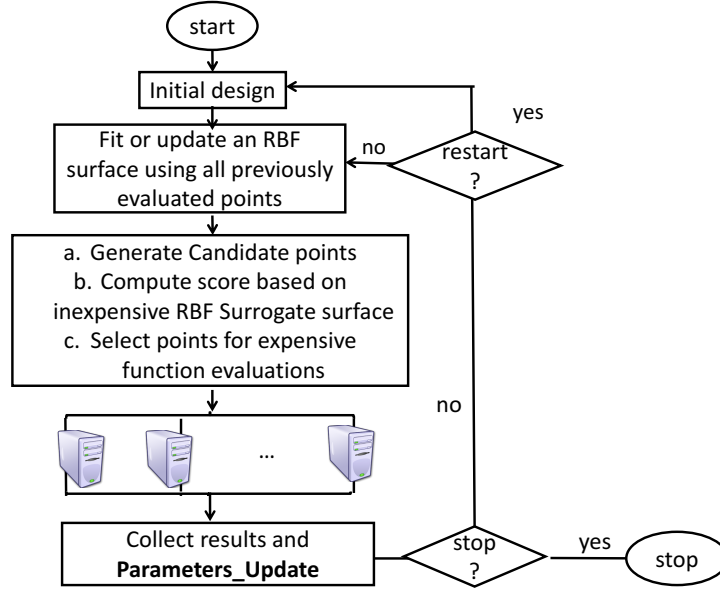 start
Initial design
yes
Fit or update an RBF
surface using all previously
evaluated points
no
restart
?
a. Generate Candidate points
b. Compute score based on
inexpensive RBF Surrogate surface
c. Select points for expensive
function evaluations
no
...
Collect results and
Parameters_Update
stop
?
yes
stop